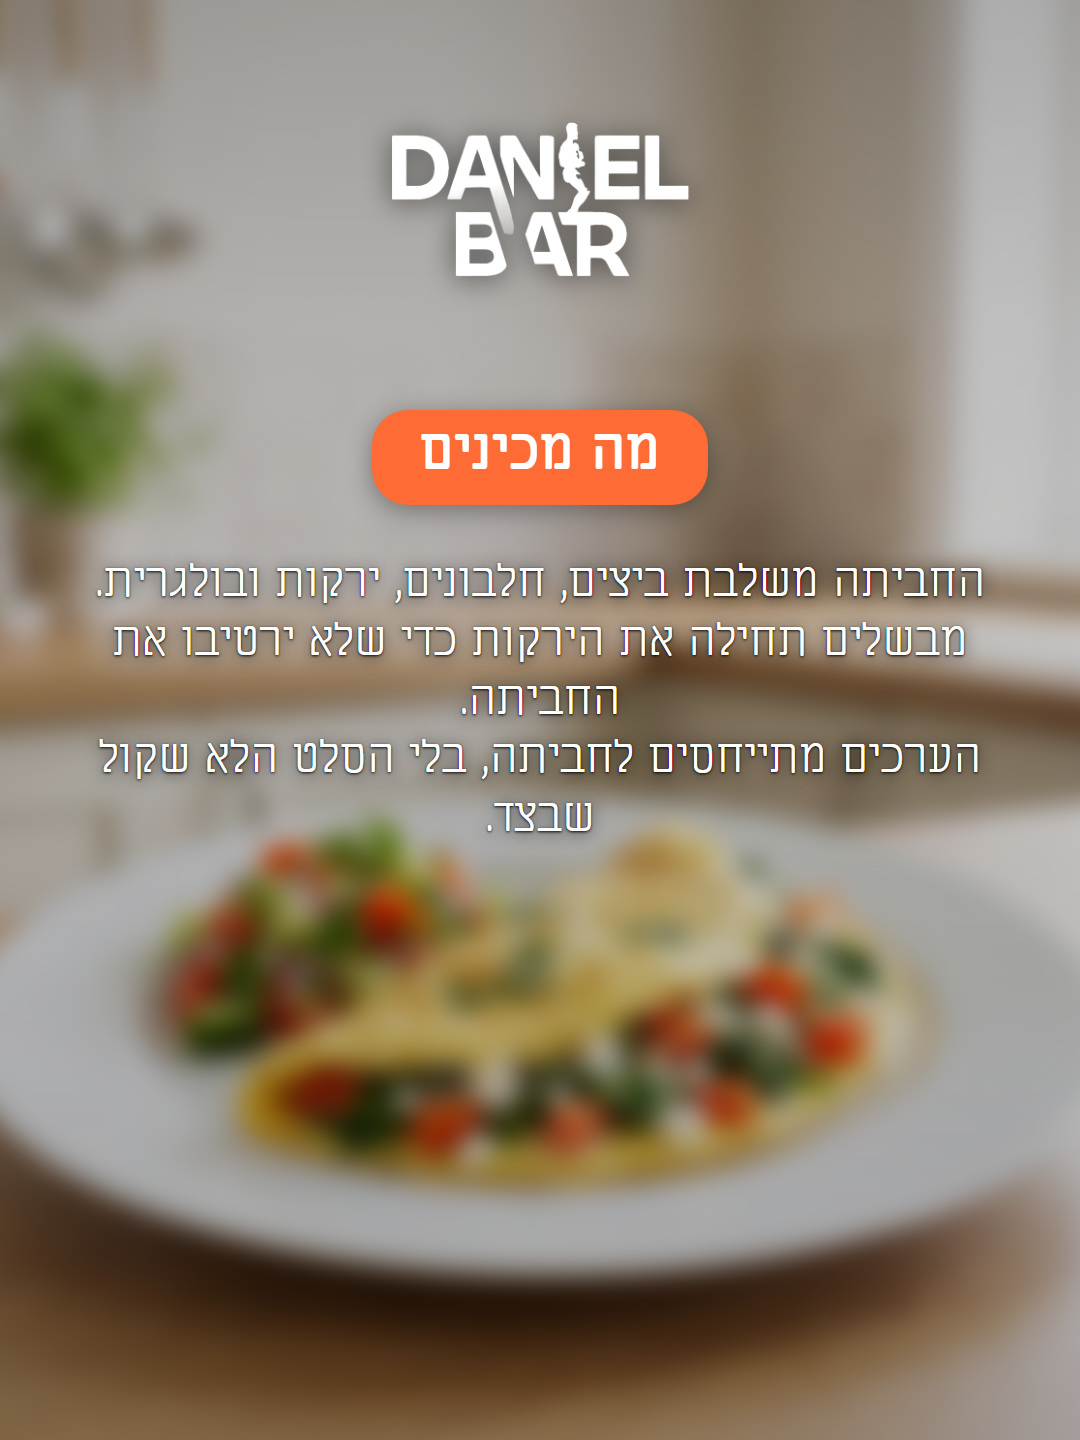 DANIEL
BAR
מה מכינים
החביתה משלבת ביצים, חלבונים, ירקות ובולגרית.
מבשלים תחילה את הירקות כדי שלא ירטיבו את
החביתה.
הערכים מתייחסים לחביתה, בלי הסלט הלא שקול
שבצד.